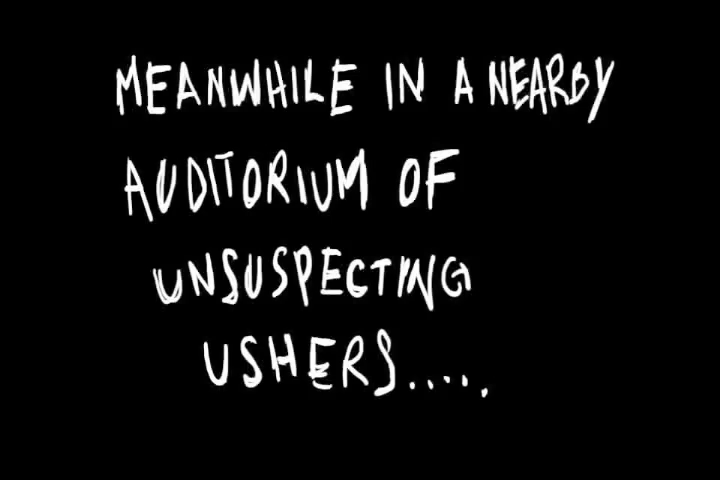 MEANWHILE IN A NEARBY
AUDITORIUM OF
UNSUSPECTING
USHERS.....